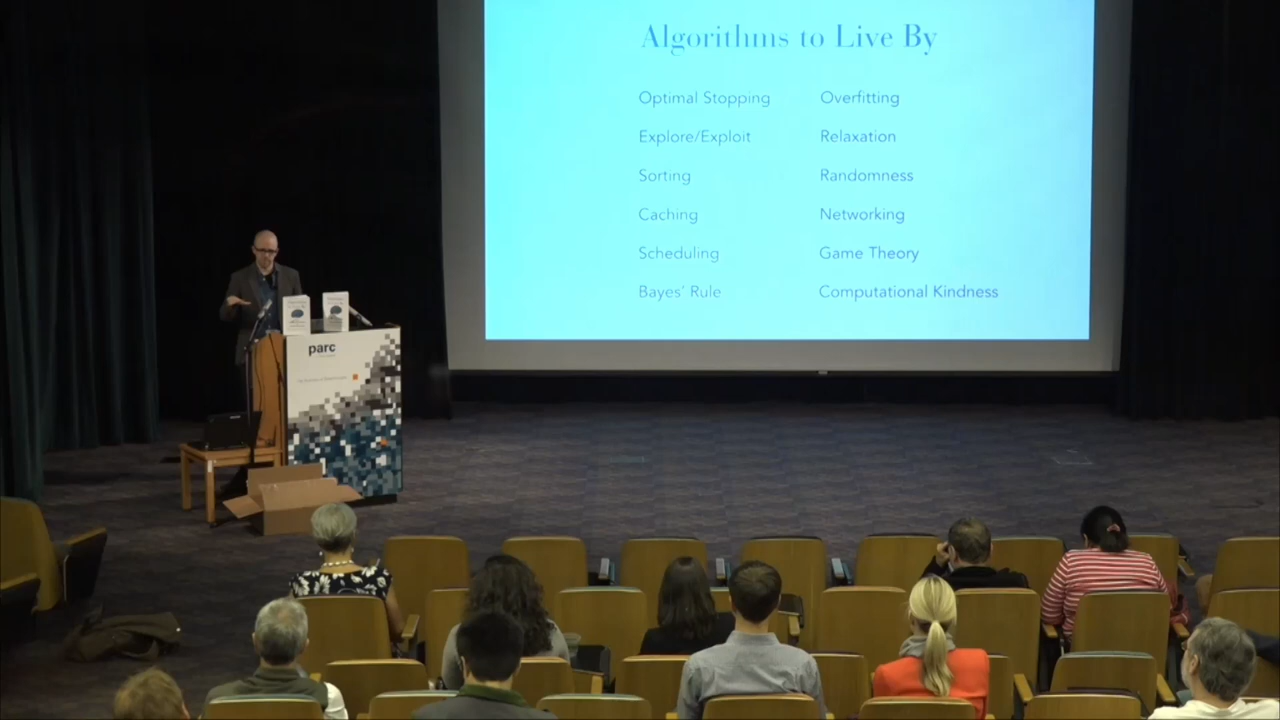 Algorithms to Live By
Optimal Stopping
Explore/Exploit
Sorting
Caching
Scheduling
Bayes' Rule
Overfitting
Relaxation
Randomness
Networking
Game Theory
Computational Kindness
parc